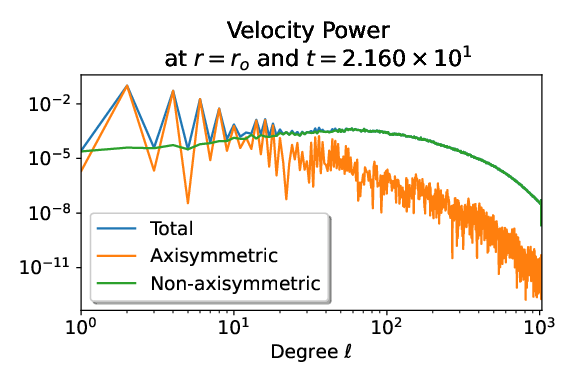 Velocity Power
at $r = r_o$ and $t = 2.160 \times 10^1$
$10^{-2}$
$10^{-5}$
$10^{-8}$
$10^{-11}$
Total
Axisymmetric
Non-axisymmetric
$10^0$ $10^1$ $10^2$ $10^3$
Degree ℓ